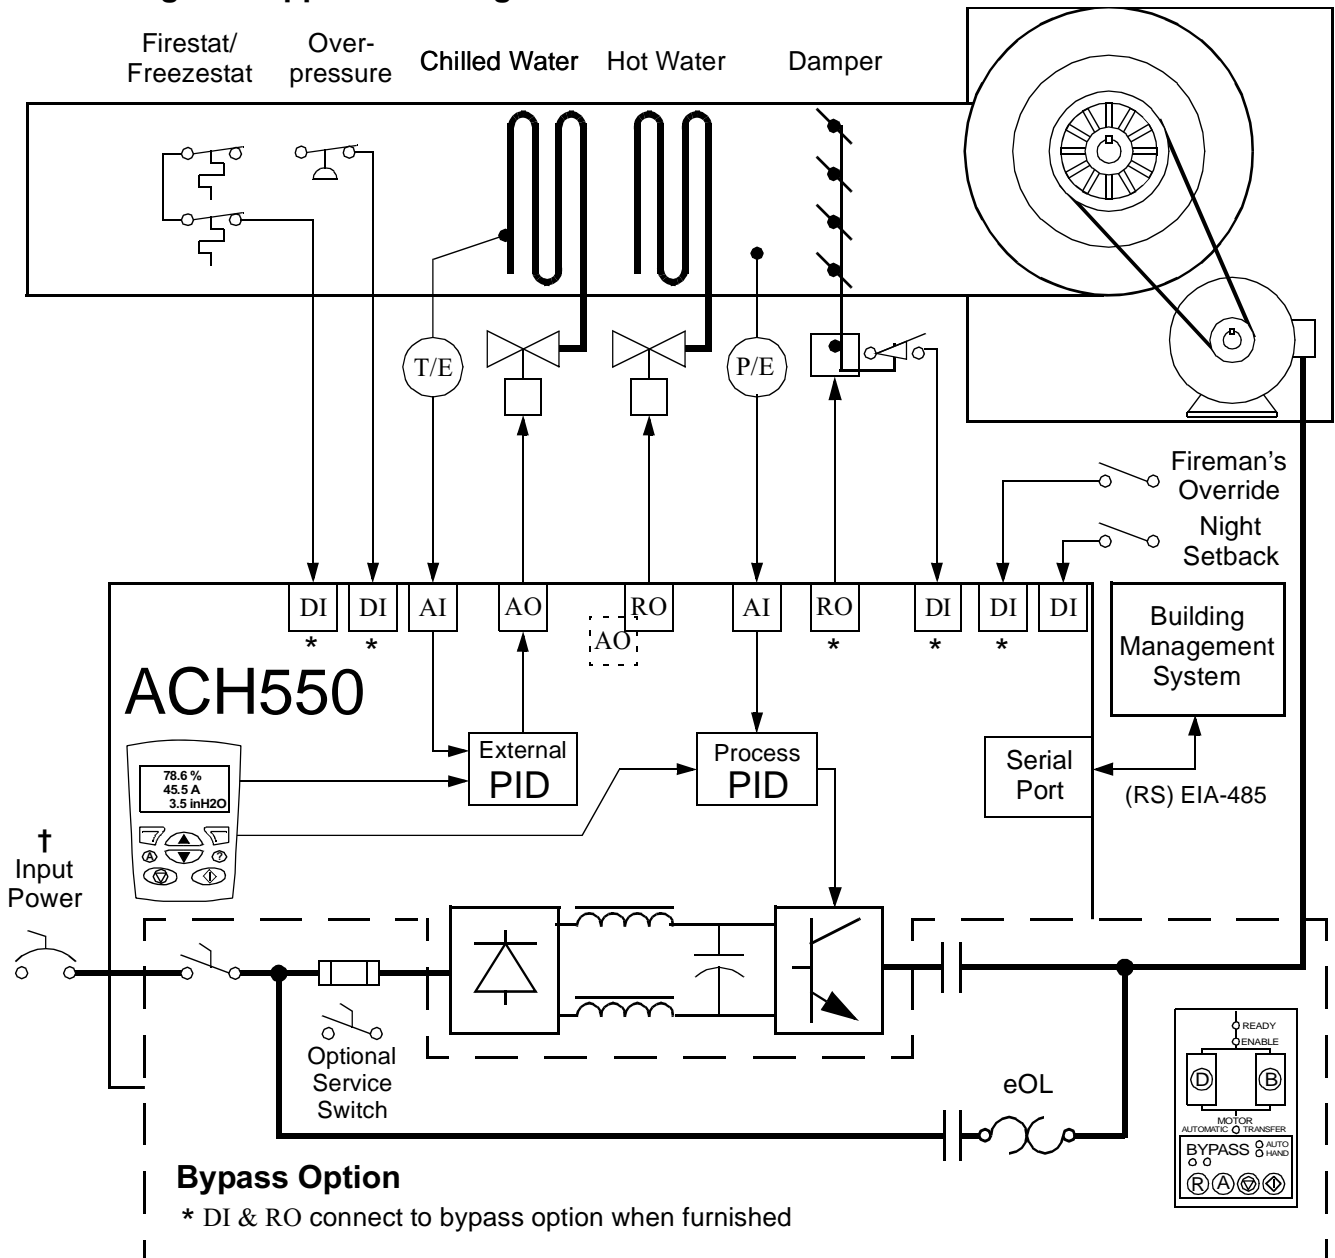 Firestat/
Freezestat
Over-
pressure
Chilled Water
Hot Water
Damper
T/E
P/E
Fireman's
Override
Night
Setback
DI
DI
AI
AO
RO
AI
RO
DI
DI
DI
*
*
AO
*
*
*
Building
Management
System
ACH550
External
PID
Process
PID
Serial
Port
(RS) EIA-485
78.6 %
45.5 A
3.5 inH2O
A
?
†
Input
Power
Optional
Service
Switch
eOL
READY
ENABLE
D
B
MOTOR
AUTOMATIC TRANSFER
BYPASS
AUTO
HAND
R
A
Bypass Option
* DI & RO connect to bypass option when furnished